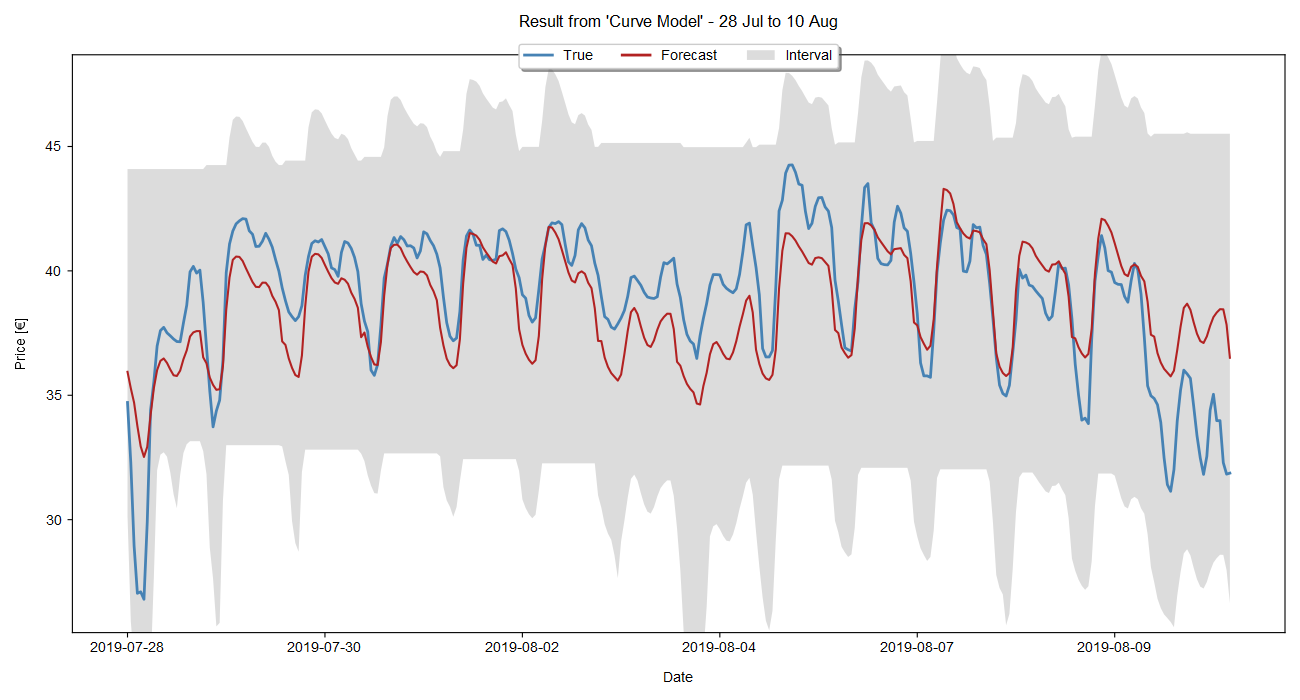 Result from 'Curve Model' - 28 Jul to 10 Aug
True Forecast Interval
45
40
35
30
Price [€]
2019-07-28 2019-07-30 2019-08-02 2019-08-04 2019-08-07 2019-08-09
Date